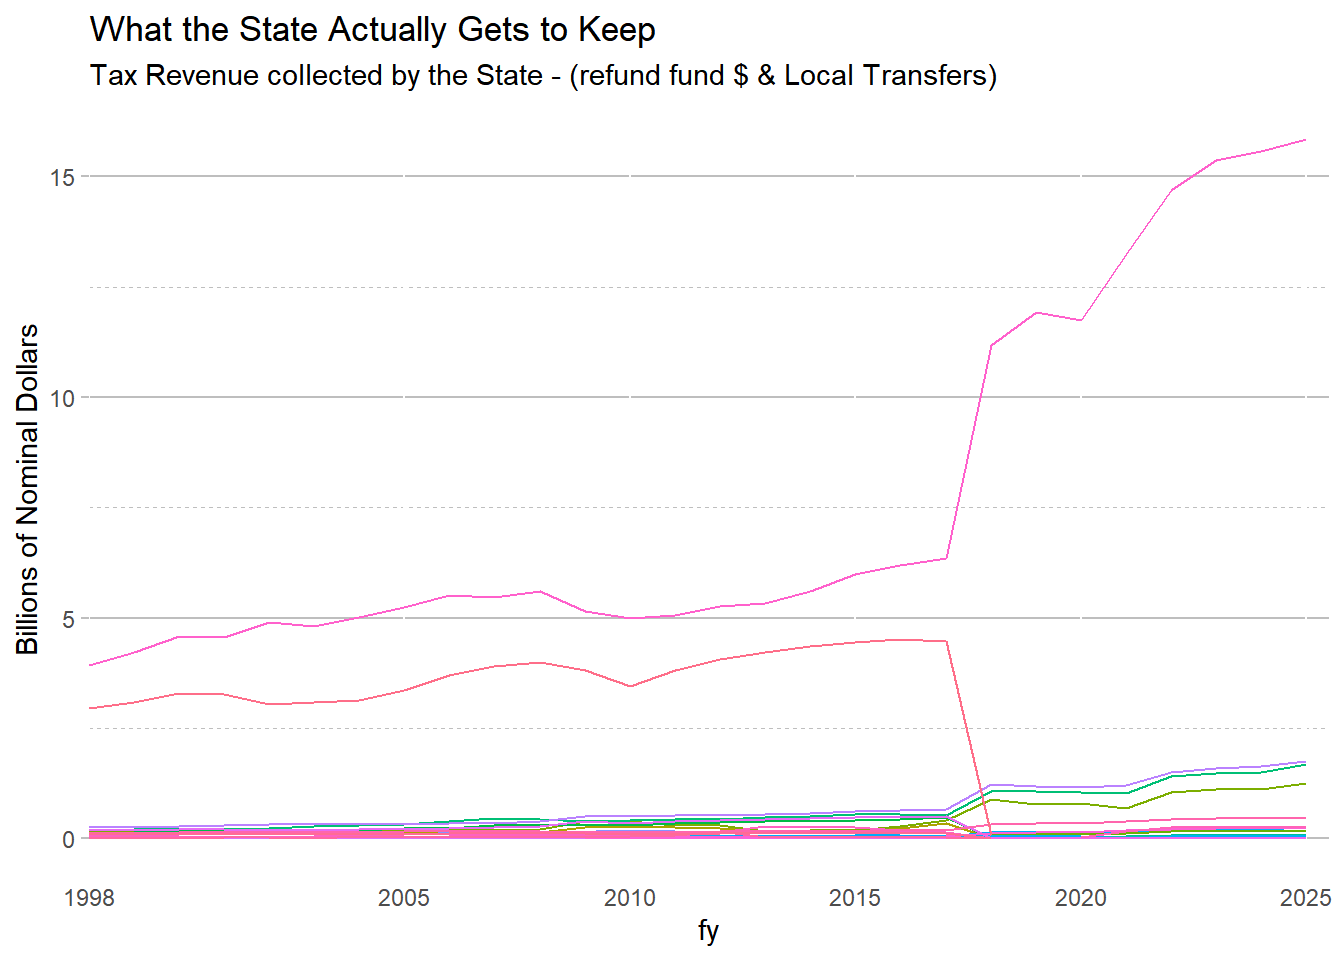 What the State Actually Gets to Keep
Tax Revenue collected by the State - (refund fund $ & Local Transfers)
Billions of Nominal Dollars
15
10
5
0
1998
2005
2010
2015
2020
2025
fy